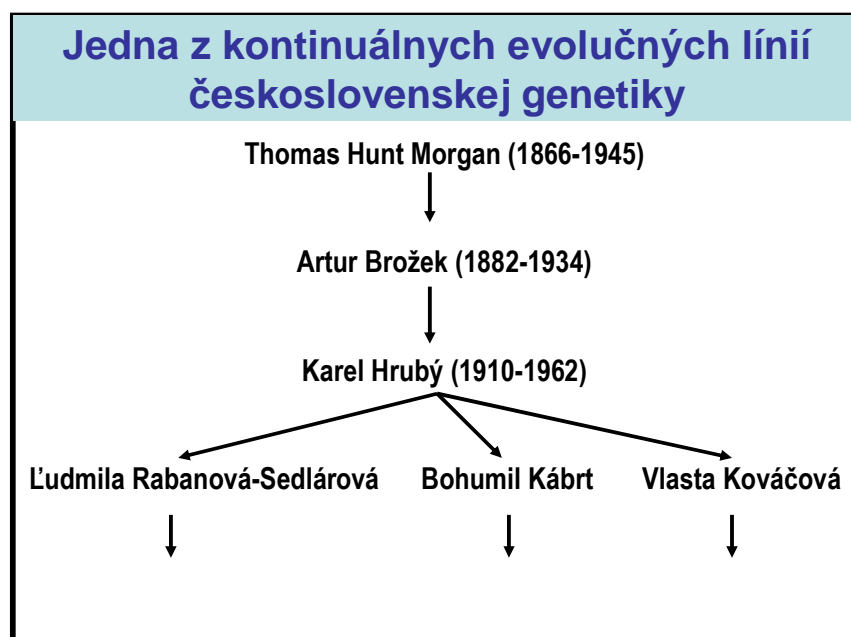 Jedna z kontinuálnych evolučných línií
československej genetiky
Thomas Hunt Morgan (1866-1945)
Artur Brožek (1882-1934)
Karel Hrubý (1910-1962)
Ľudmila Rabanová-Sedlárová Bohumil Kábrt Vlasta Kováčová